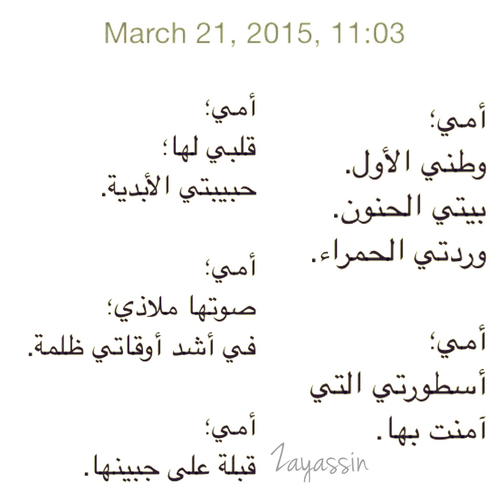 March 21, 2015, 11:03
أمي؛
وطني الأول.
بيتي الحنون.
وردتي الحمراء.
أمي؛
أسطورتي التي
آمنت بها.
أمي؛
قلبي لها؛
حبيبتي الأبدية.
أمي؛
صوتها ملاذي؛
في أشد أوقاتي ظلمة.
أمي؛
قبلة على جبينها.
Zayassin